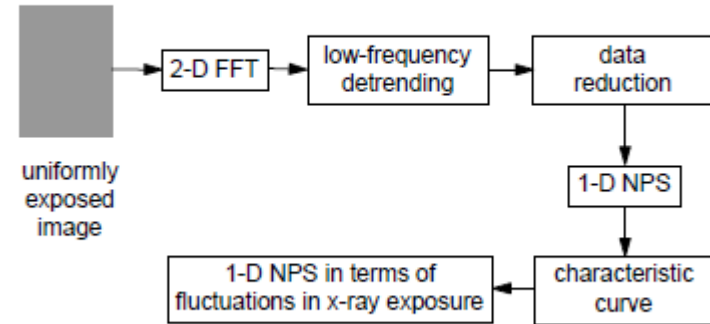 2-D FFT
low-frequency
detrending
data
reduction
uniformly
exposed
image
1-D NPS
1-D NPS in terms of
fluctuations in x-ray exposure
characteristic
curve